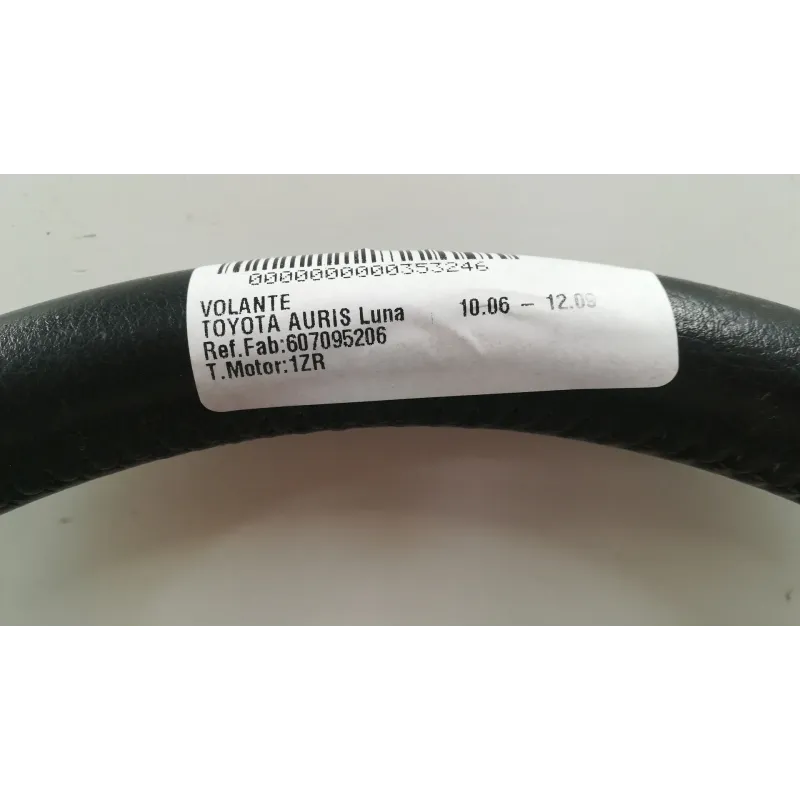 0000000000353246
VOLANTE
TOYOTA AURIS Luna 10.06 - 12.09
Ref.Fab:607095206
T.Motor:1ZR